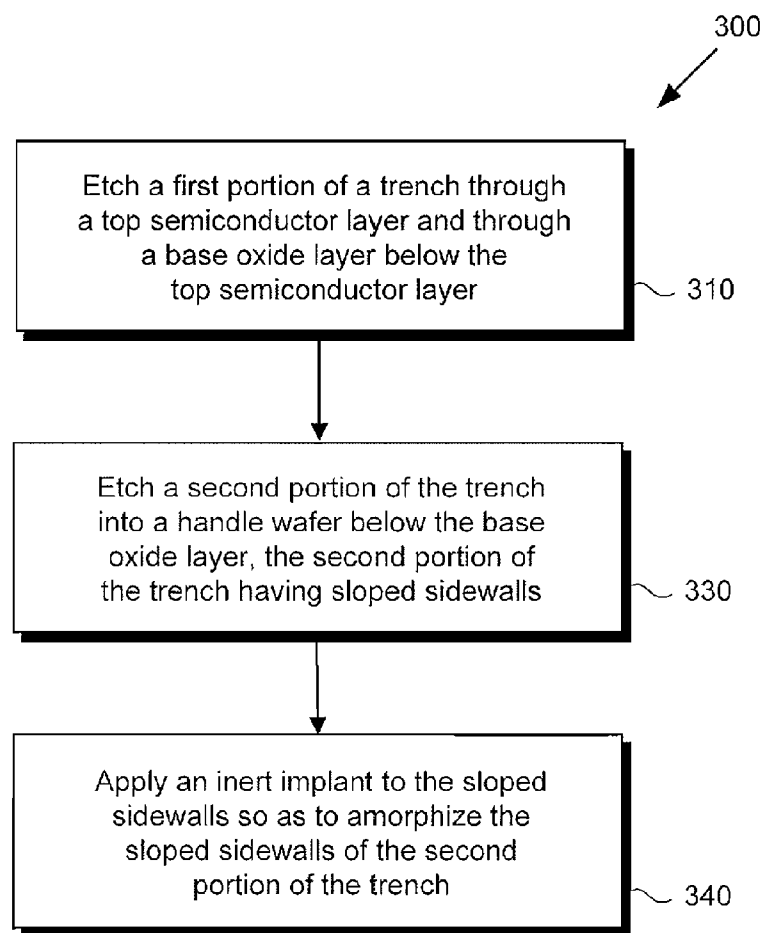 300
Etch a first portion of a trench through
a top semiconductor layer and through
a base oxide layer below the
top semiconductor layer
310
Etch a second portion of the trench
into a handle wafer below the base
oxide layer, the second portion of
the trench having sloped sidewalls
330
Apply an inert implant to the sloped
sidewalls so as to amorphize the
sloped sidewalls of the second
portion of the trench
340